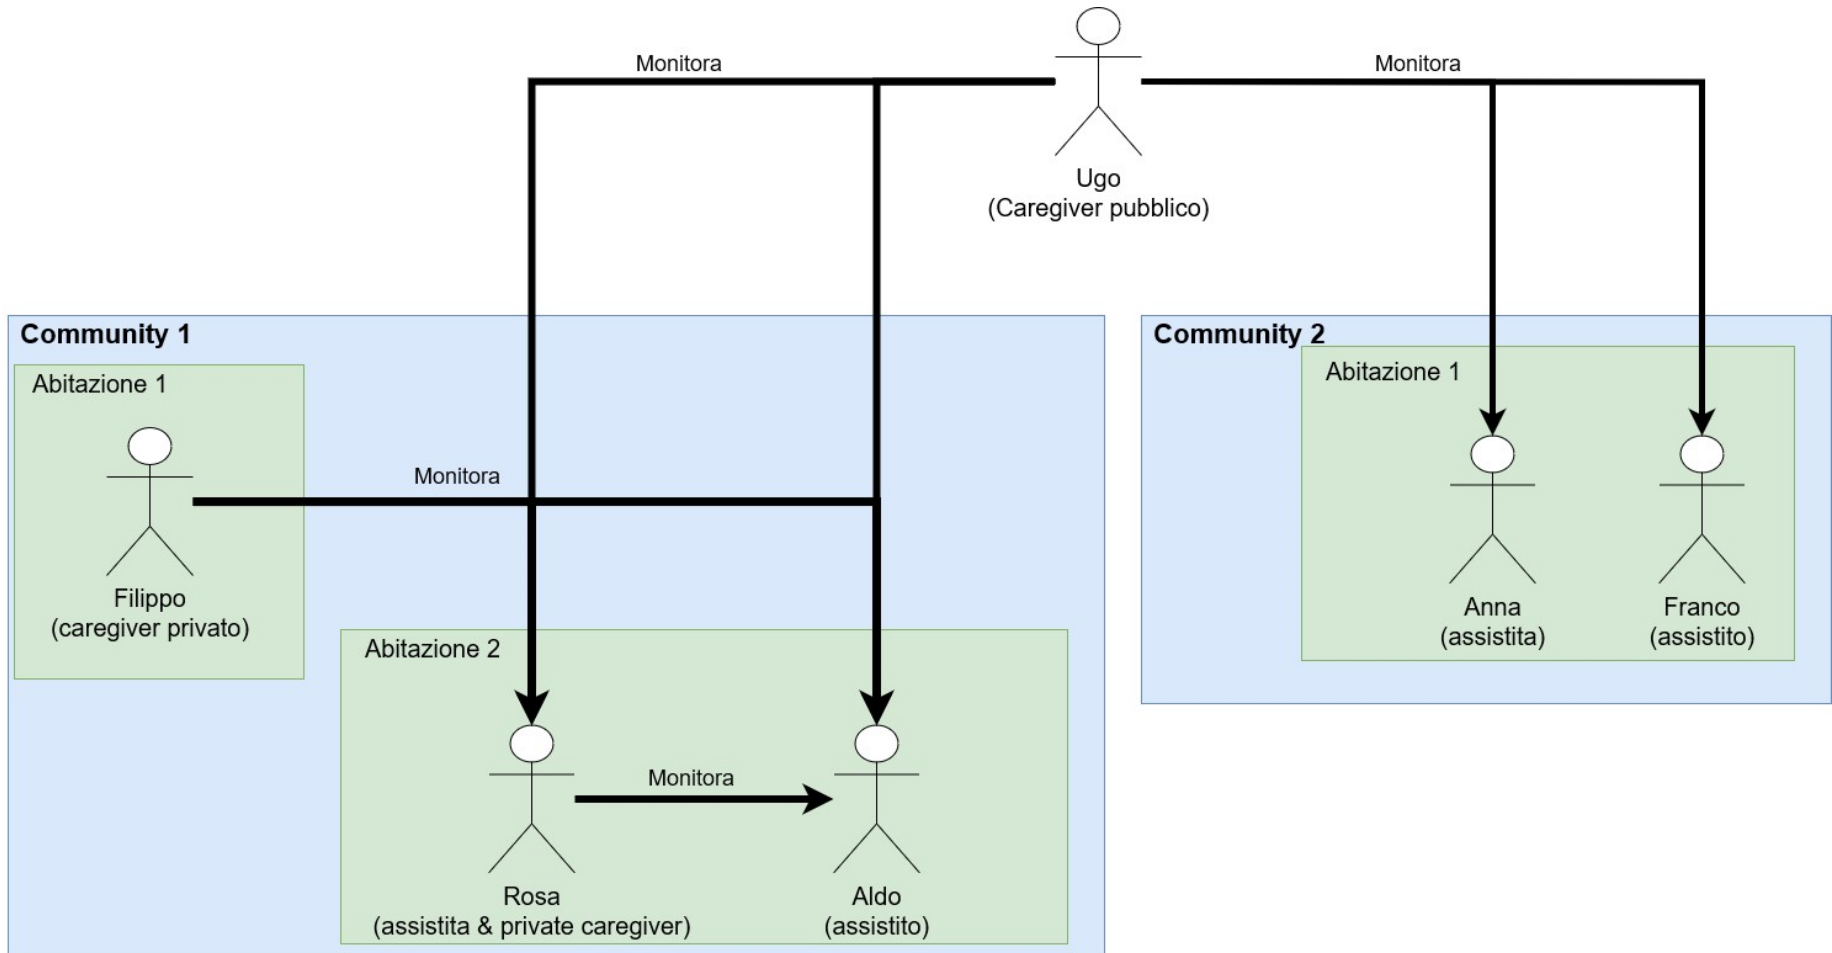 Monitora
Monitora
Ugo
(Caregiver pubblico)
Community 1
Abitazione 1
Monitora
Filippo
(caregiver privato)
Abitazione 2
Monitora
Rosa
(assistita & private caregiver)
Aldo
(assistito)
Community 2
Abitazione 1
Anna
(assistita)
Franco
(assistito)